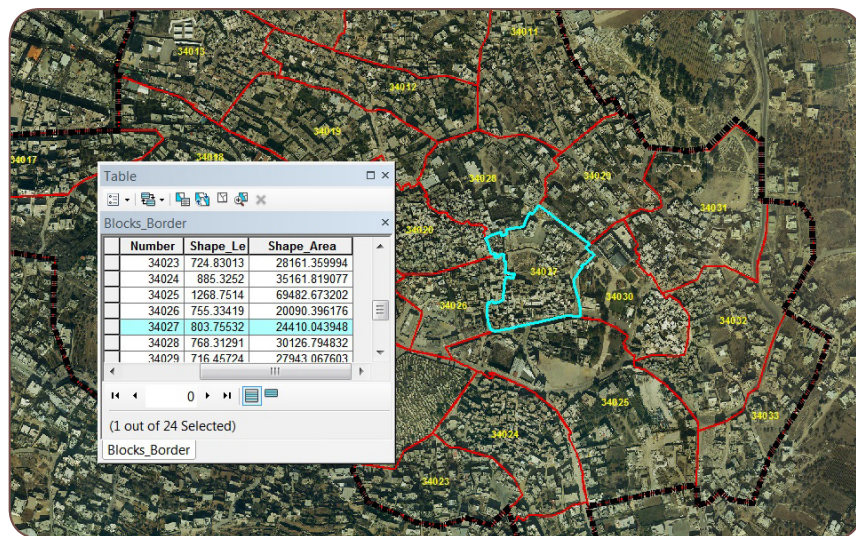 34011
34013
34012
34019
34017
34018
34028
34031
34027
34030
34026
34032
34025
34033
34024
34023
Table
Blocks_Border
Number Shape_Le Shape_Area
34023 724.83013 28161.359994
34024 885.3252 35161.819077
34025 1268.7514 69482.673202
34026 755.33419 20090.396176
34027 803.75532 24410.043948
34028 768.31291 30126.794832
34029 716.45724 27943.067603
0
(1 out of 24 Selected)
Blocks_Border